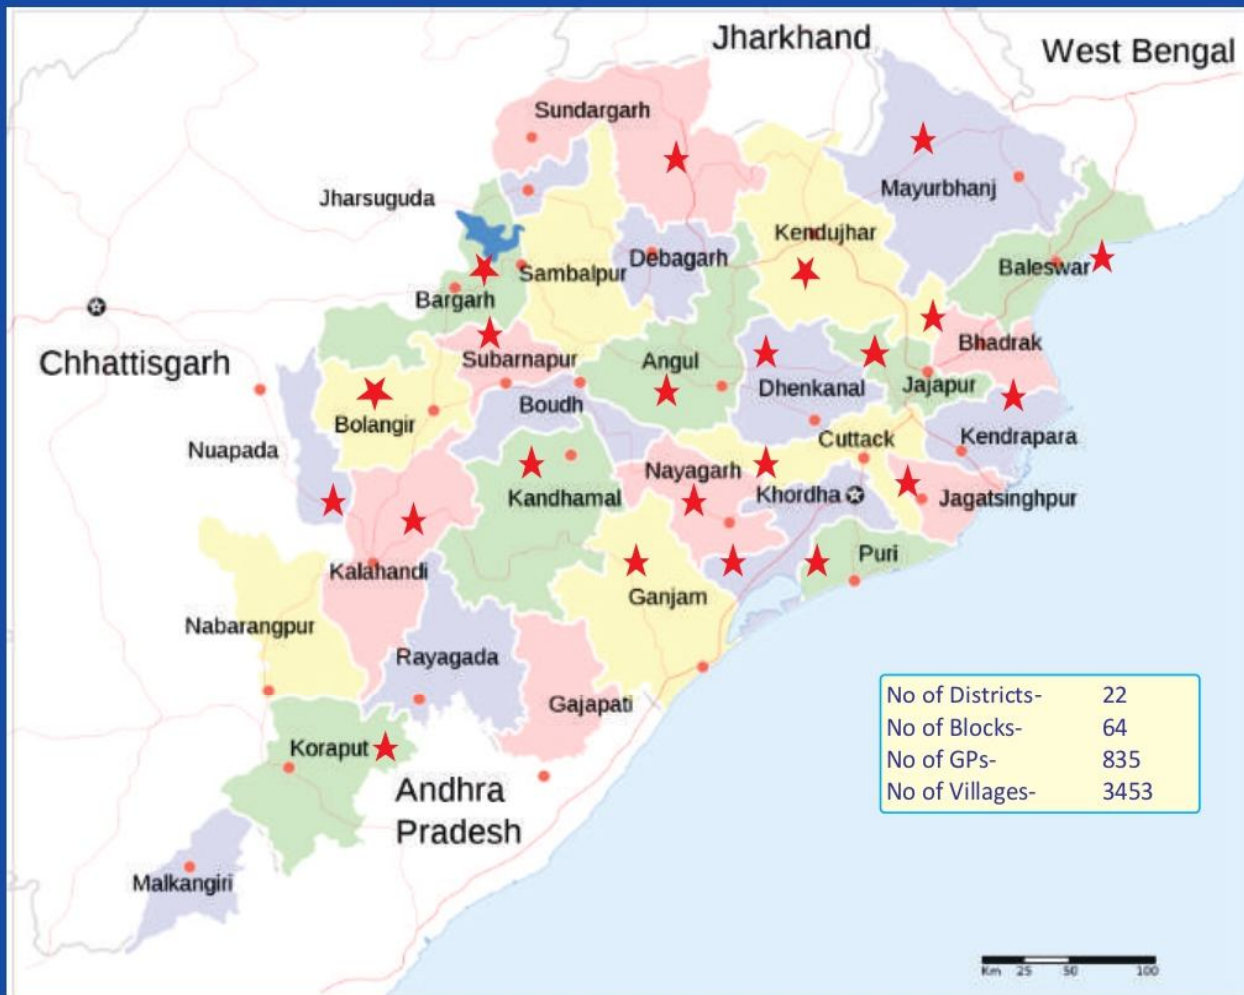 Jharkhand
West Bengal
Sundargarh
Mayurbhanj
Jharsuguda
Kendujhar
Debagarh
Baleswar
Sambalpur
Bargarh
Bhadrak
Subarnapur
Angul
Chhattisgarh
Dhenkanal
Jajapur
Boudh
Bolangir
Cuttack
Kendrapara
Nuapada
Nayagarh
Kandhamal
Khordha
Jagatsinghpur
Puri
Kalahandi
Ganjam
Nabarangpur
Rayagada
Gajapati
Koraput
Andhra
Pradesh
Malkangiri
No of Districts- 22
No of Blocks- 64
No of GPs- 835
No of Villages- 3453
Km 25 50 100